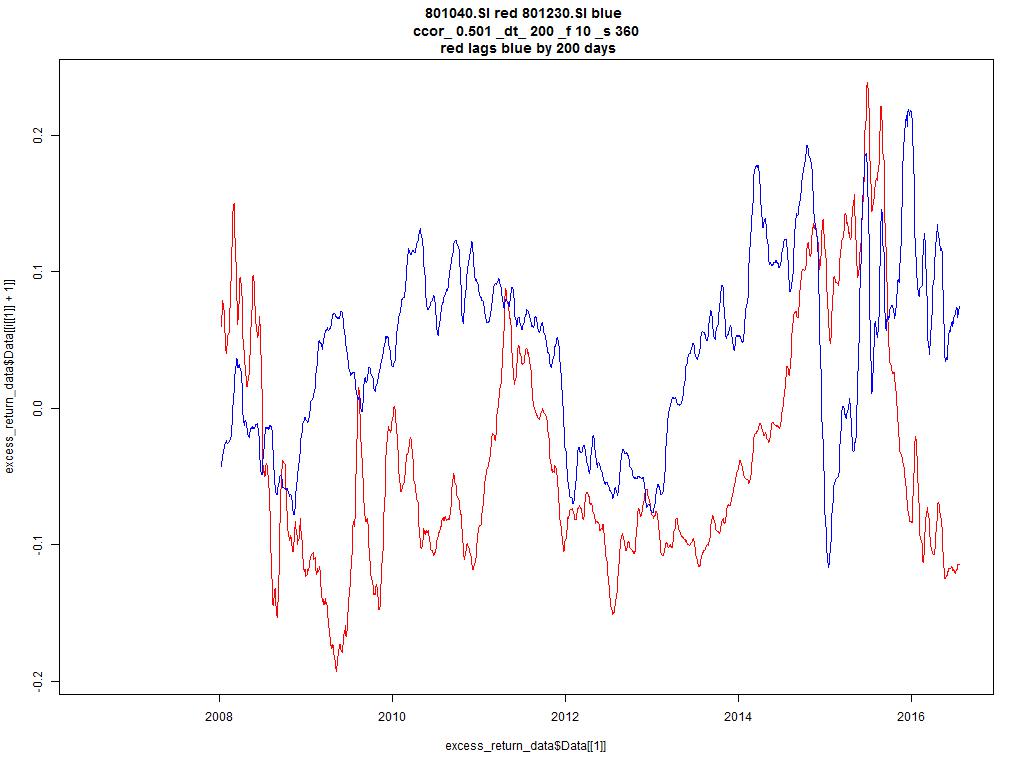 801040.SI red 801230.SI blue
ccor_ 0.501 _dt_ 200 _f 10 _s 360
red lags blue by 200 days
excess_return_data$Data[[i[i[1]] + 1]]
0.2
0.1
0.0
-0.1
-0.2
2008
2010
2012
2014
2016
excess_return_data$Data[[1]]